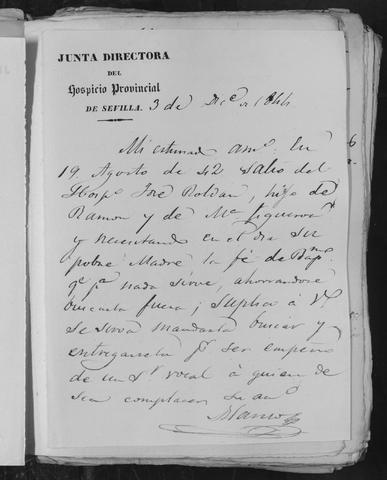 JUNTA DIRECTORA
DEL
Hospicio Provincial
DE SEVILLA. 3 de Dic.e de 1844
Mi estimado am.o En
19 Agosto de 42 salio del
Hosp.o José Roldan, hijo de
Ramon y de M.a Figueroa
y necesitando en el dia su
pobre Madre la fé de Bap.mo
q.e p.a nada sirve, ahorrandose
buscarla fuera; suplico á V.
se sirva mandarla buscar y
entregarsela p.r ser empeño
de un S.r vocal á quien de
sea complacer su am.o